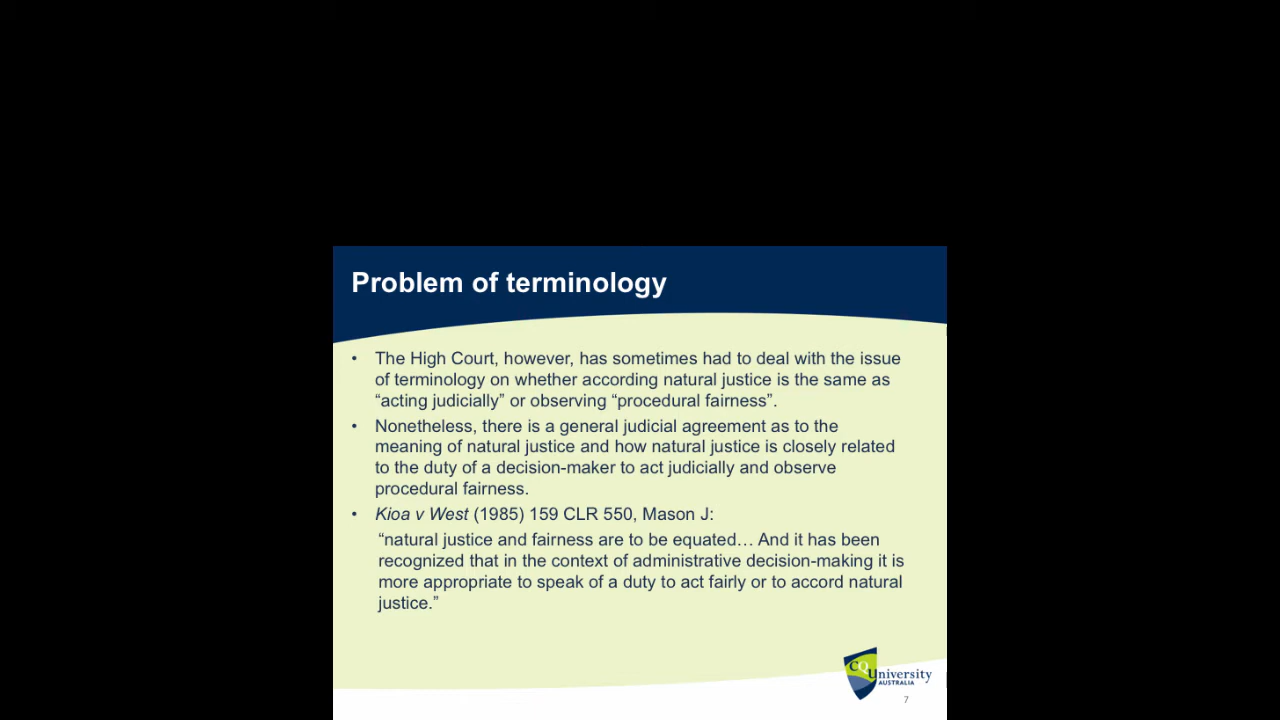 Problem of terminology
• The High Court, however, has sometimes had to deal with the issue
of terminology on whether according natural justice is the same as
“acting judicially” or observing “procedural fairness”.
• Nonetheless, there is a general judicial agreement as to the
meaning of natural justice and how natural justice is closely related
to the duty of a decision-maker to act judicially and observe
procedural fairness.
• Kioa v West (1985) 159 CLR 550, Mason J:
“natural justice and fairness are to be equated… And it has been
recognized that in the context of administrative decision-making it is
more appropriate to speak of a duty to act fairly or to accord natural
justice.”
CQUniversity
AUSTRALIA
7